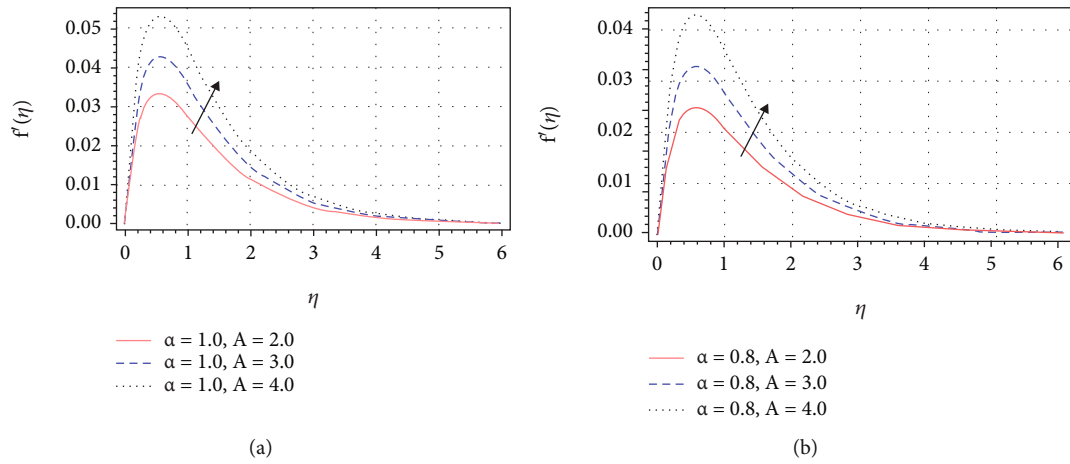 f'(η)
0.05
0.04
0.03
0.02
0.01
0.00
0 1 2 3 4 5 6
η
α = 1.0, A = 2.0
α = 1.0, A = 3.0
α = 1.0, A = 4.0
(a)
f'(η)
0.04
0.04
0.02
0.01
0.00
0 1 2 3 4 1 6
η
α = 0.8, A = 2.0
α = 0.8, A = 3.0
α = 0.8, A = 4.0
(b)